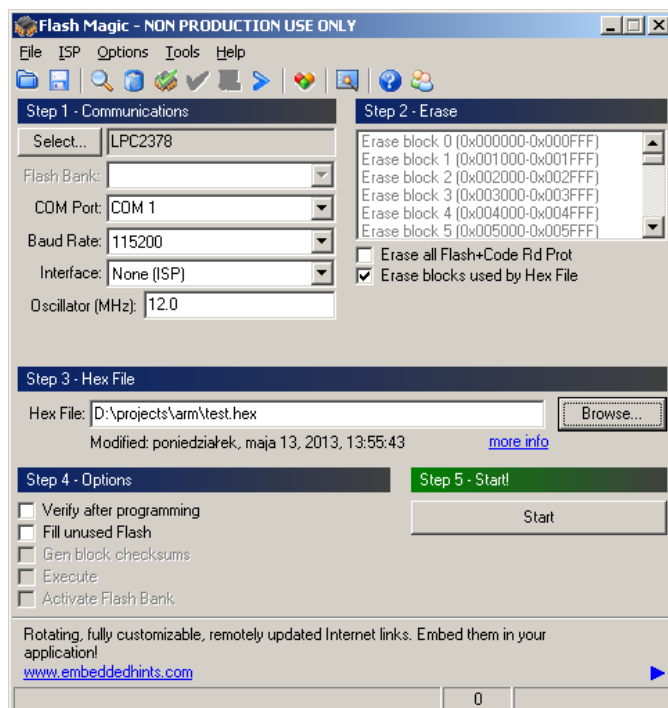 Flash Magic - NON PRODUCTION USE ONLY
File ISP Options Tools Help
Step 1 - Communications
Select... LPC2378
Flash Bank:
COM Port: COM 1
Baud Rate: 115200
Interface: None (ISP)
Oscillator (MHz): 12.0
Step 2 - Erase
Erase block 0 (0x000000-0x000FFF)
Erase block 1 (0x001000-0x001FFF)
Erase block 2 (0x002000-0x002FFF)
Erase block 3 (0x003000-0x003FFF)
Erase block 4 (0x004000-0x004FFF)
Erase block 5 (0x005000-0x005FFF)
Erase all Flash+Code Rd Prot
Erase blocks used by Hex File
Step 3 - Hex File
Hex File: D:\projects\arm\test.hex Browse...
Modified: poniedziałek, maja 13, 2013, 13:55:43 more info
Step 4 - Options
Verify after programming
Fill unused Flash
Gen block checksums
Execute
Activate Flash Bank
Step 5 - Start!
Start
Rotating, fully customizable, remotely updated Internet links. Embed them in your
application!
www.embeddedhints.com
0